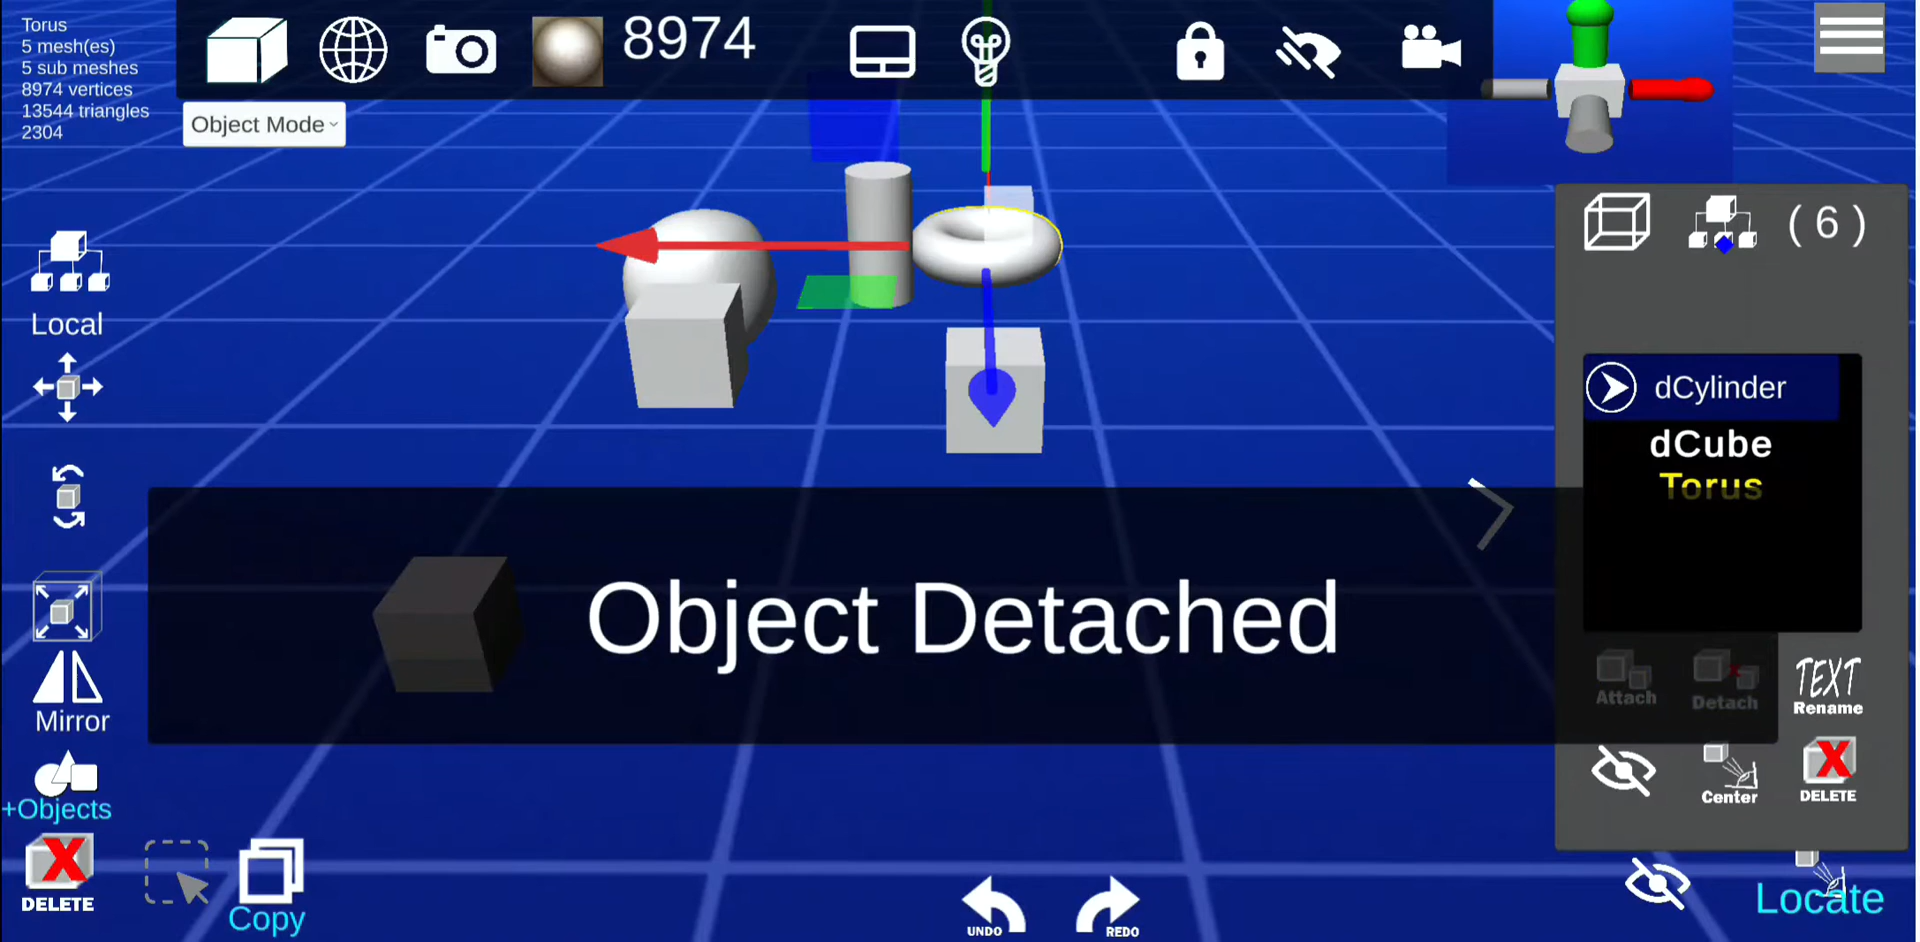 Torus
5 mesh(es)
5 sub meshes
8974 vertices
13544 triangles
2304
8974
Object Mode
(6)
Local
dCylinder
dCube
Torus
Object Detached
Attach
Detach
TEXT
Rename
Mirror
Center
DELETE
+Objects
DELETE
Copy
UNDO
REDO
Locate